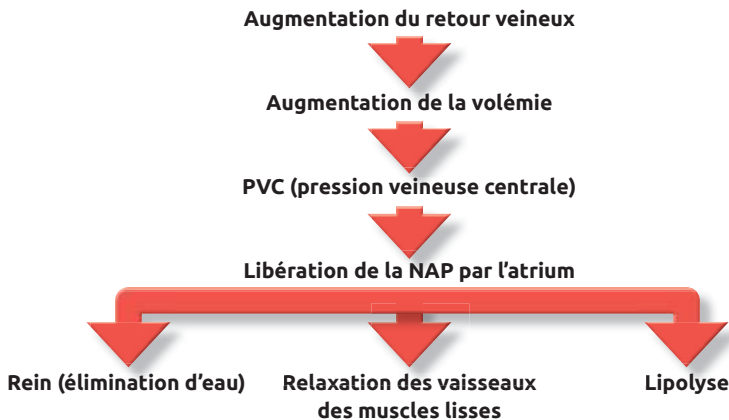 Augmentation du retour veineux
Augmentation de la volémie
PVC (pression veineuse centrale)
Libération de la NAP par l’atrium
Rein (élimination d’eau)
Relaxation des vaisseaux
des muscles lisses
Lipolyse